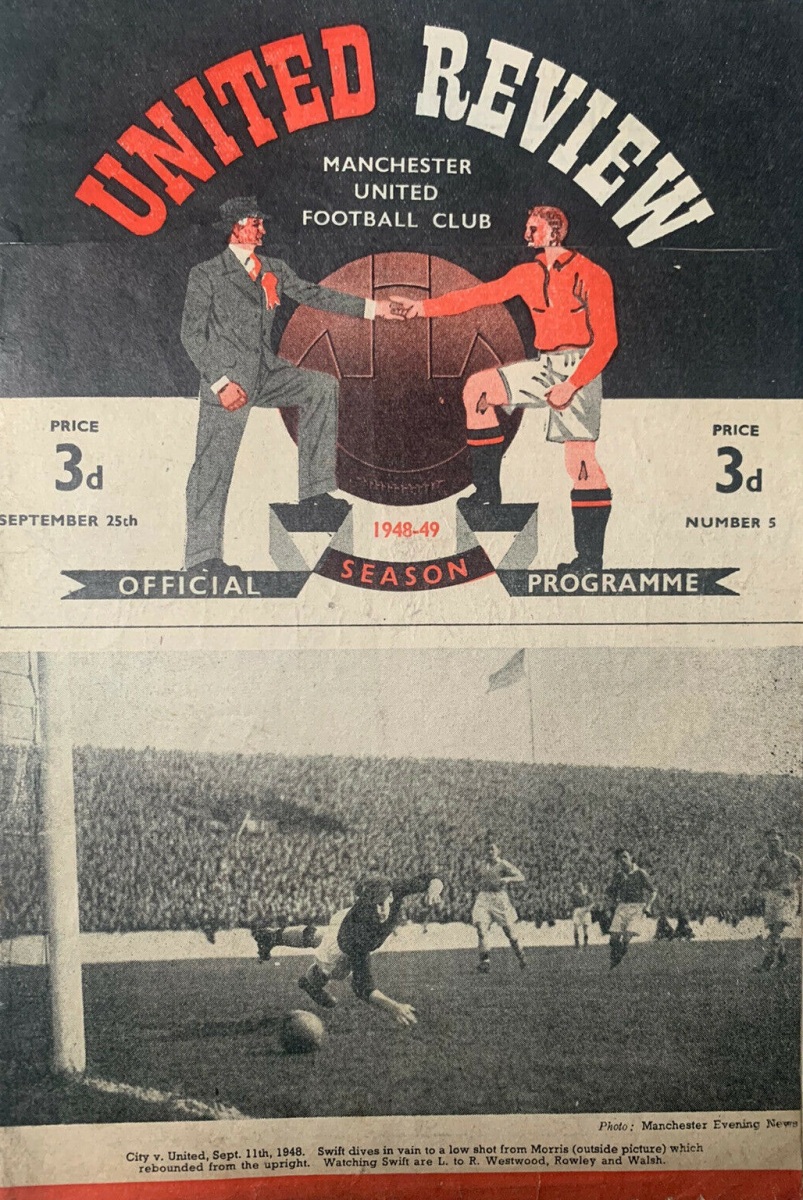 UNITED REVIEW
MANCHESTER
UNITED
FOOTBALL CLUB
PRICE
3d
SEPTEMBER 25th
PRICE
3d
NUMBER 5
1948-49
OFFICIAL SEASON PROGRAMME
Photo: Manchester Evening News
City v. United, Sept. 11th, 1948. Swift dives in vain to a low shot from Morris (outside picture) which
rebounded from the upright. Watching Swift are L. to R. Westwood, Rowley and Walsh.